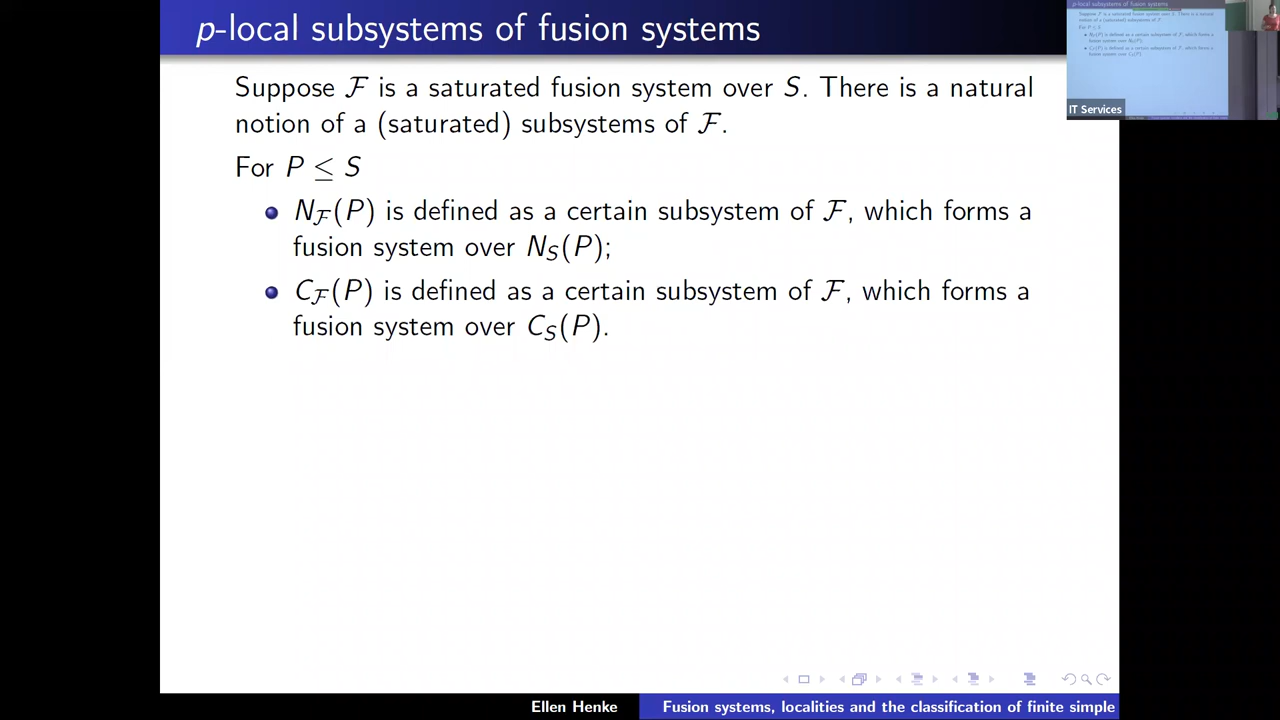 p-local subsystems of fusion systems
Suppose ℱ is a saturated fusion system over S. There is a natural
notion of a (saturated) subsystems of ℱ.
For P ≤ S
N_ℱ(P) is defined as a certain subsystem of ℱ, which forms a
fusion system over N_S(P);
C_ℱ(P) is defined as a certain subsystem of ℱ, which forms a
fusion system over C_S(P).
IT Services
Ellen Henke
Fusion systems, localities and the classification of finite simple